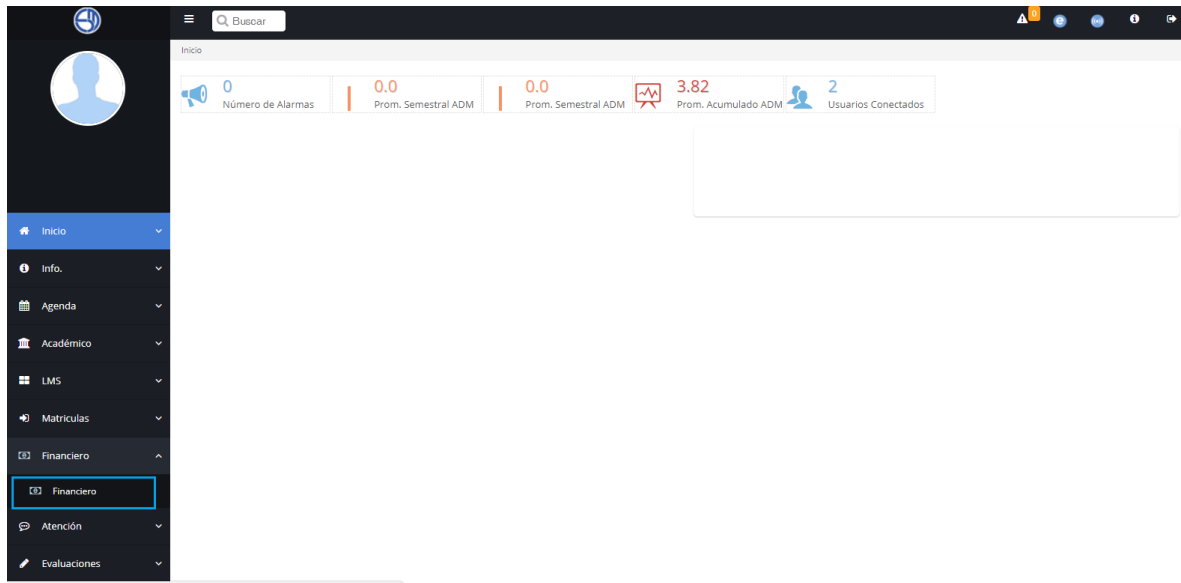 Buscar
0
Inicio
0
Número de Alarmas
0.0
Prom. Semestral ADM
0.0
Prom. Semestral ADM
3.82
Prom. Acumulado ADM
2
Usuarios Conectados
Inicio
Info.
Agenda
Académico
LMS
Matriculas
Financiero
Financiero
Atención
Evaluaciones